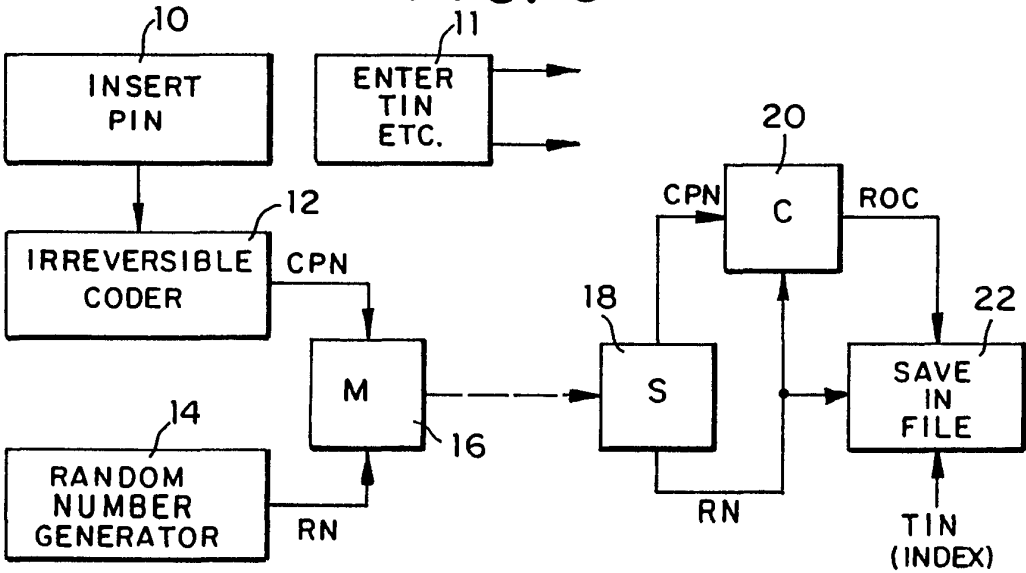 10
11
INSERT
PIN
ENTER
TIN
ETC.
20
CPN
C
ROC
12
IRREVERSIBLE
CODER
CPN
18
22
M
S
SAVE
IN
FILE
14
16
RANDOM
NUMBER
GENERATOR
RN
RN
TIN
(INDEX)